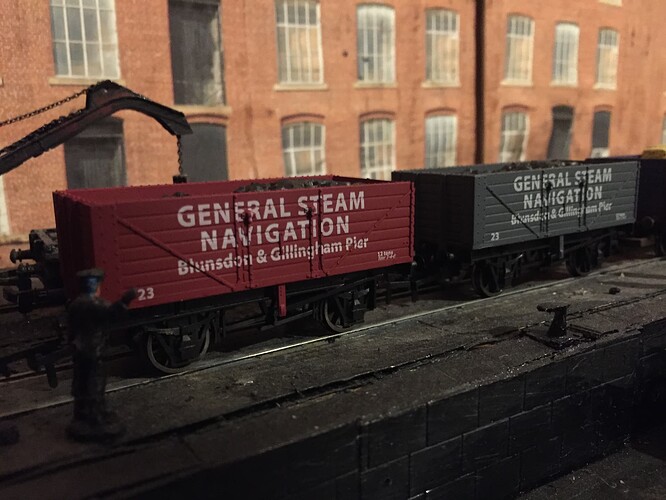 GENERAL STEAM
NAVIGATION
Blunsdon & Gillingham Pier
23
GENERAL STEAM
NAVIGATION
Blunsdon & Gillingham Pier
23